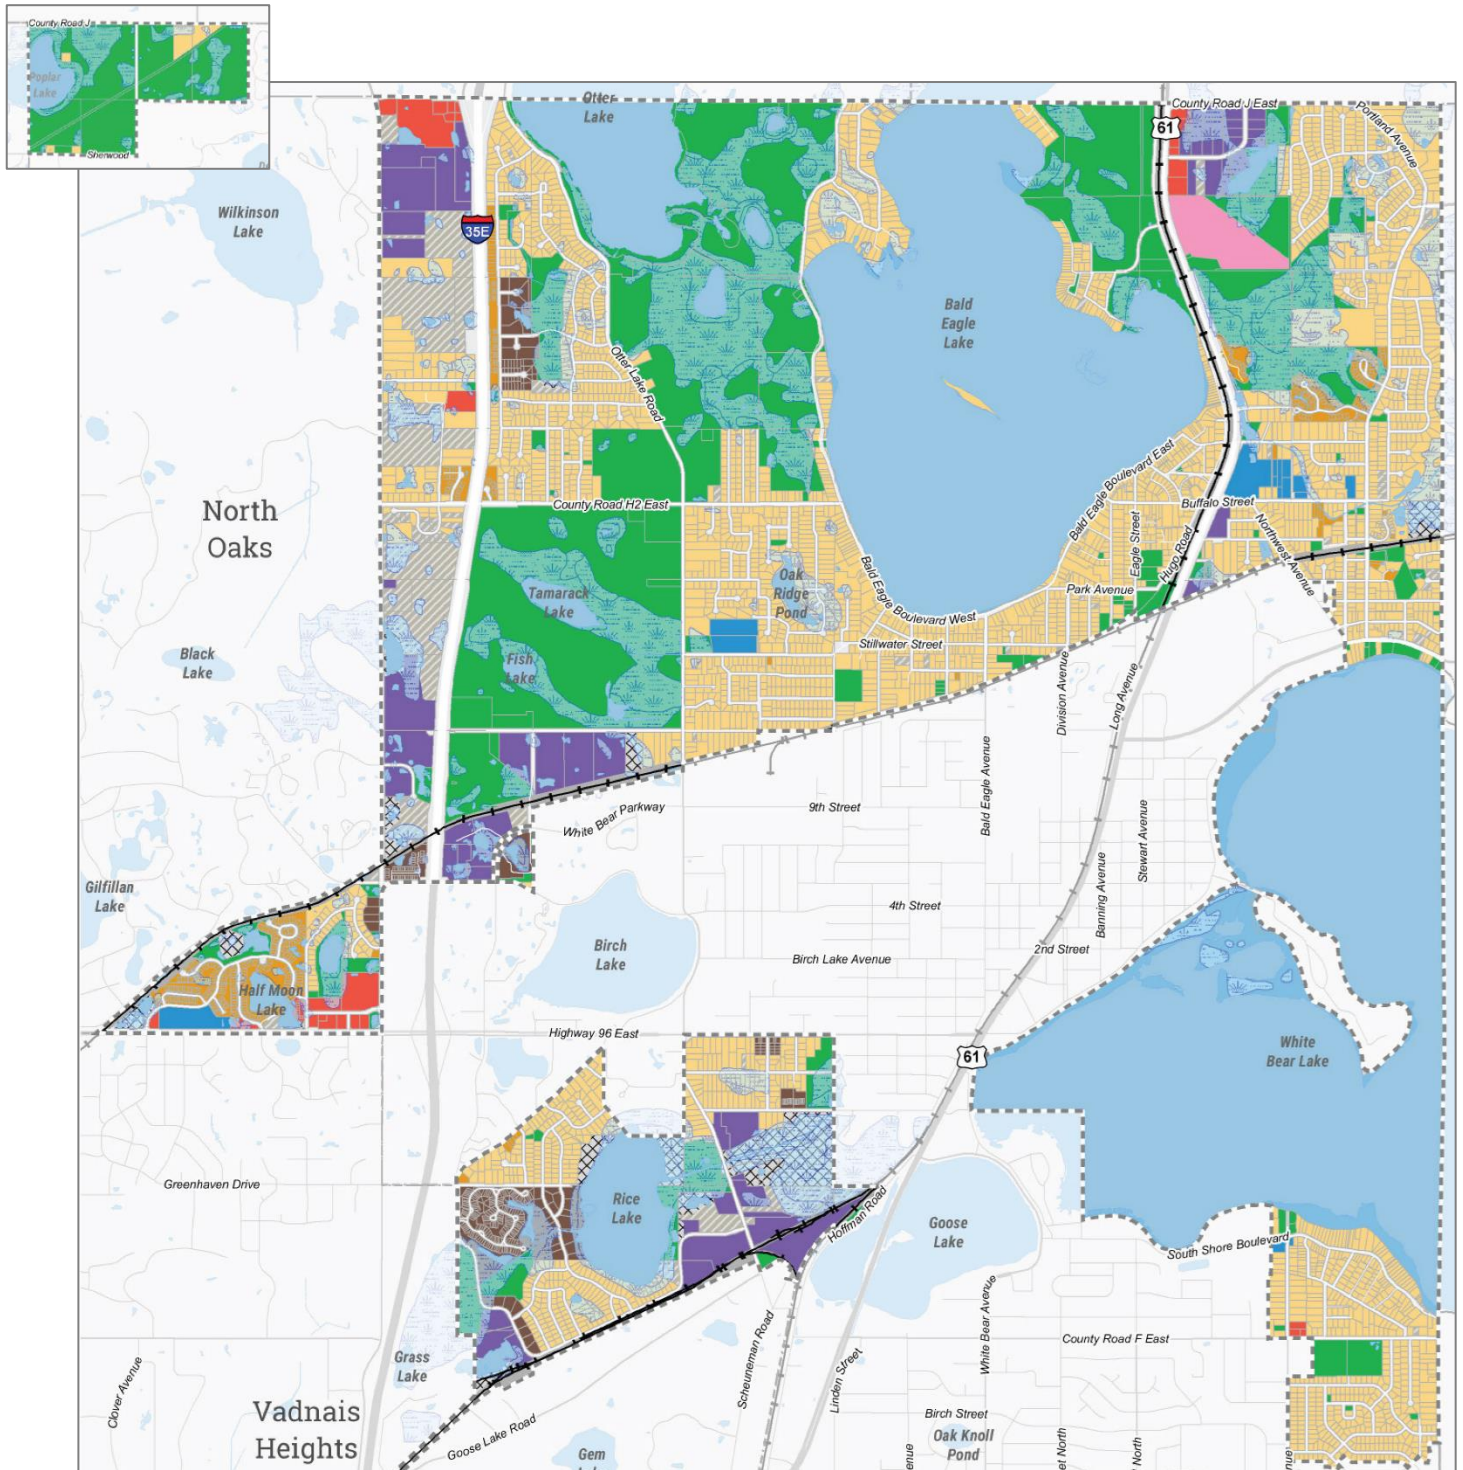 County Road J
Poplar
Lake
Sherwood
Otter
Lake
County Road J East
61
Portland Avenue
Wilkinson
Lake
35E
Bald
Eagle
Lake
Otter Lake Road
North
Oaks
County Road H2 East
Bald Eagle Boulevard East
Buffalo Street
Eagle Street
Hugo Road
Northwest Avenue
Tamarack
Lake
Oak
Ridge
Pond
Bald Eagle Boulevard West
Park Avenue
Stillwater Street
Black
Lake
Fish
Lake
Division Avenue
Long Avenue
Bald Eagle Avenue
White Bear Parkway
9th Street
Stewart Avenue
Banning Avenue
Gilfillan
Lake
4th Street
Birch
Lake
Birch Lake Avenue
2nd Street
Half Moon
Lake
Highway 96 East
61
White
Bear Lake
Greenhaven Drive
Rice
Lake
Hoffman Road
Goose
Lake
South Shore Boulevard
White Bear Avenue
County Road F East
Scheuneman Road
Linden Street
Grass
Lake
Clover Avenue
Vadnais
Heights
Goose Lake Road
Birch Street
Oak Knoll
Pond
Gem
enue
et North
North
nue